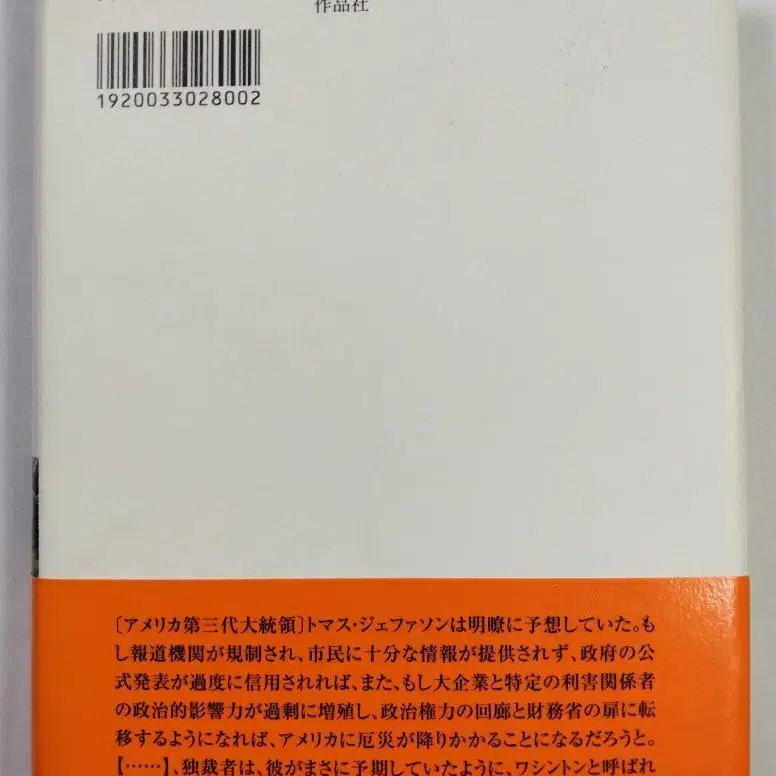 作品社
1920033028002
〔アメリカ第三代大統領〕トマス・ジェファソンは明瞭に予想していた。も
し報道機関が規制され、市民に十分な情報が提供されず、政府の公
式発表が過度に信用されれば、また、もし大企業と特定の利害関係者
の政治的影響力が過剰に増殖し、政治権力の回廊と財務省の扉に転
移するようになれば、アメリカに厄災が降りかかることになるだろうと。
【……】、独裁者は、彼がまさに予期していたように、ワシントンと呼ばれ